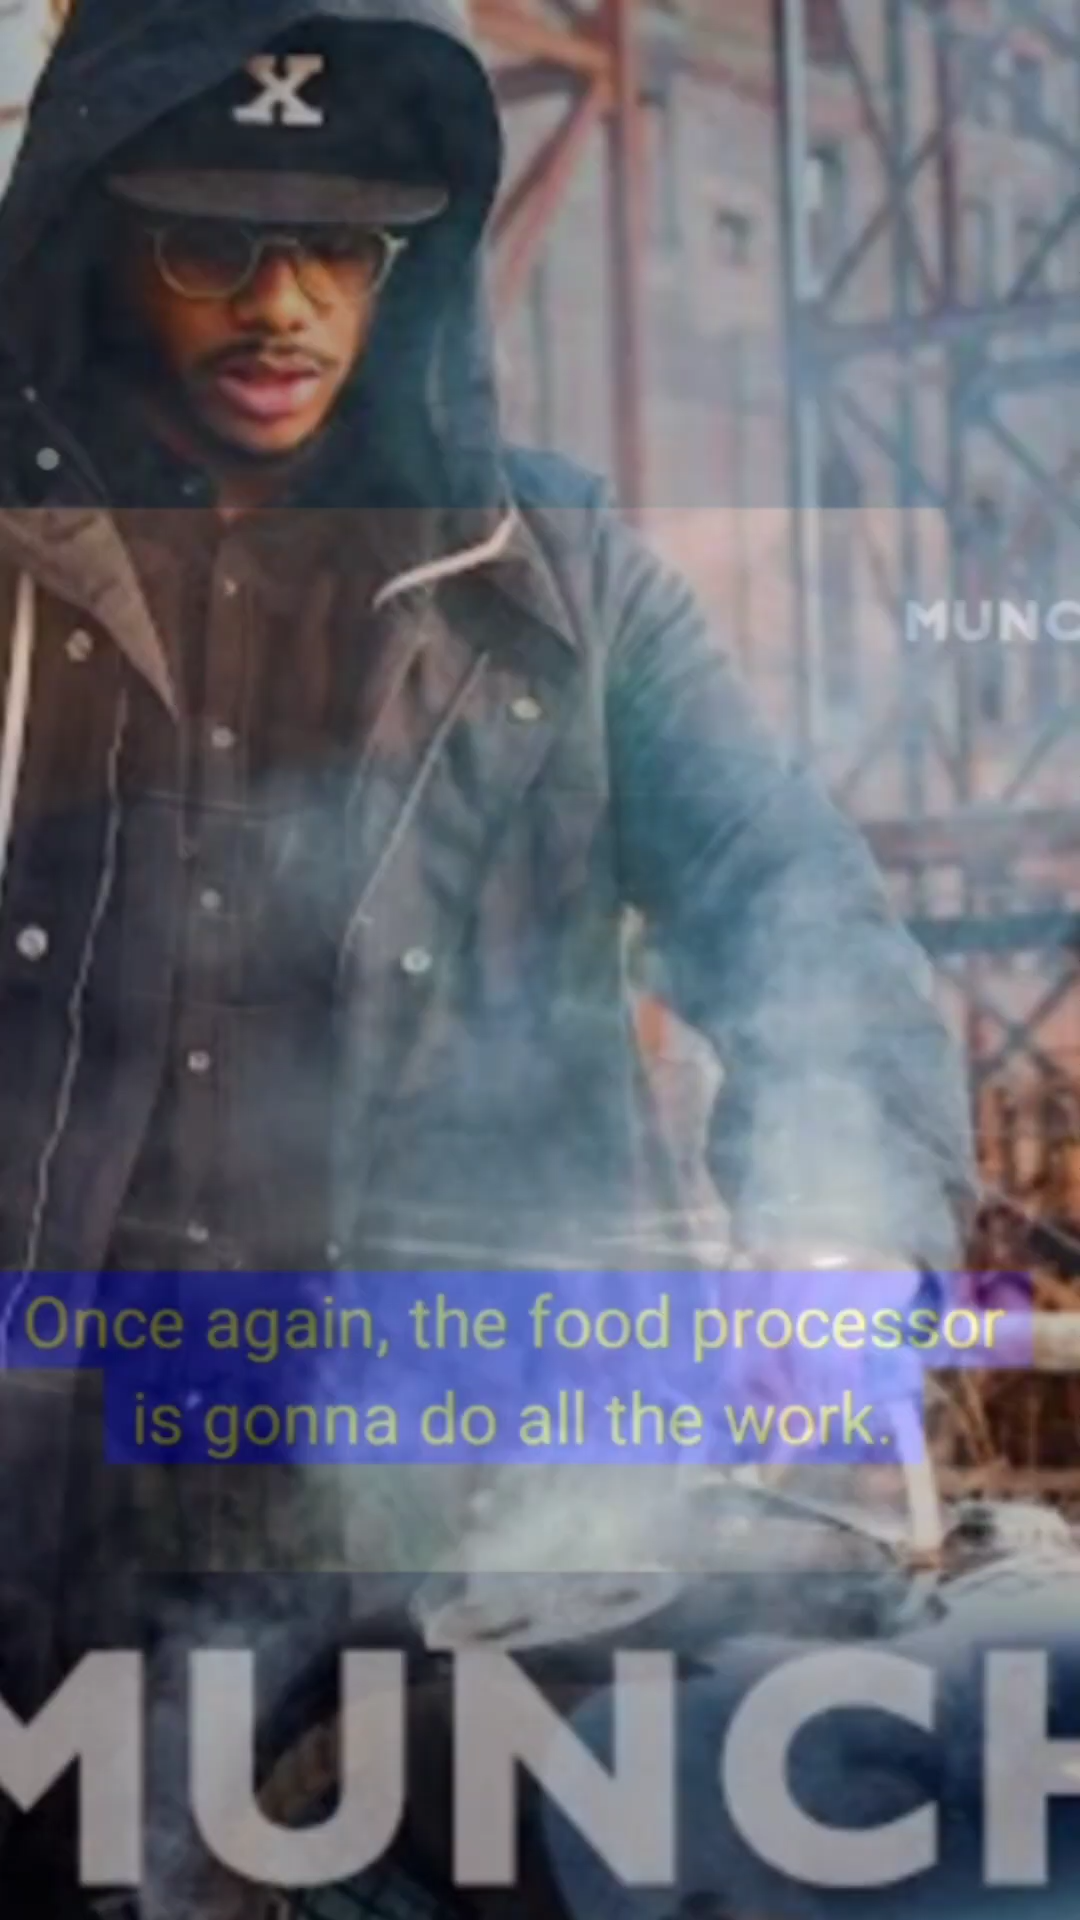 X
MUNC
Once again, the food processor
is gonna do all the work.
MUNCH